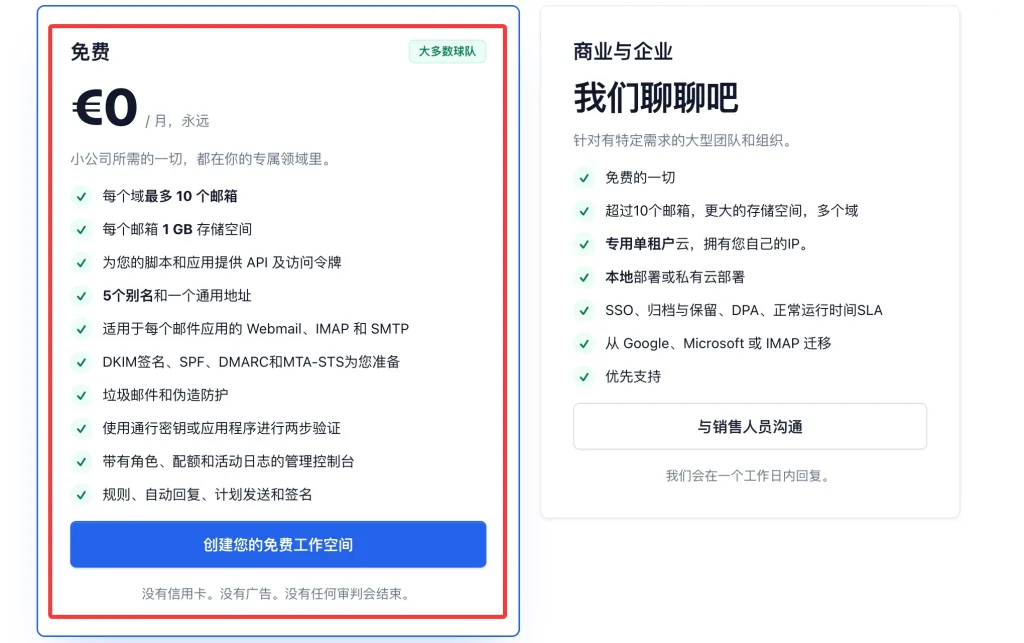 免费
大多数球队
€0 / 月，永远
小公司所需的一切，都在你的专属领域里。
每个域最多 10 个邮箱
每个邮箱 1 GB 存储空间
为您的脚本和应用提供 API 及访问令牌
5个别名和一个通用地址
适用于每个邮件应用的 Webmail、IMAP 和 SMTP
DKIM签名、SPF、DMARC和MTA-STS为您准备
垃圾邮件和伪造防护
使用通行密钥或应用程序进行两步验证
带有角色、配额和活动日志的管理控制台
规则、自动回复、计划发送和签名
创建您的免费工作空间
没有信用卡。没有广告。没有任何审判会结束。
商业与企业
我们聊聊吧
针对有特定需求的大型团队和组织。
免费的一切
超过10个邮箱，更大的存储空间，多个域
专用单租户云，拥有您自己的IP。
本地部署或私有云部署
SSO、归档与保留、DPA、正常运行时间SLA
从 Google、Microsoft 或 IMAP 迁移
优先支持
与销售人员沟通
我们会在一个工作日内回复。